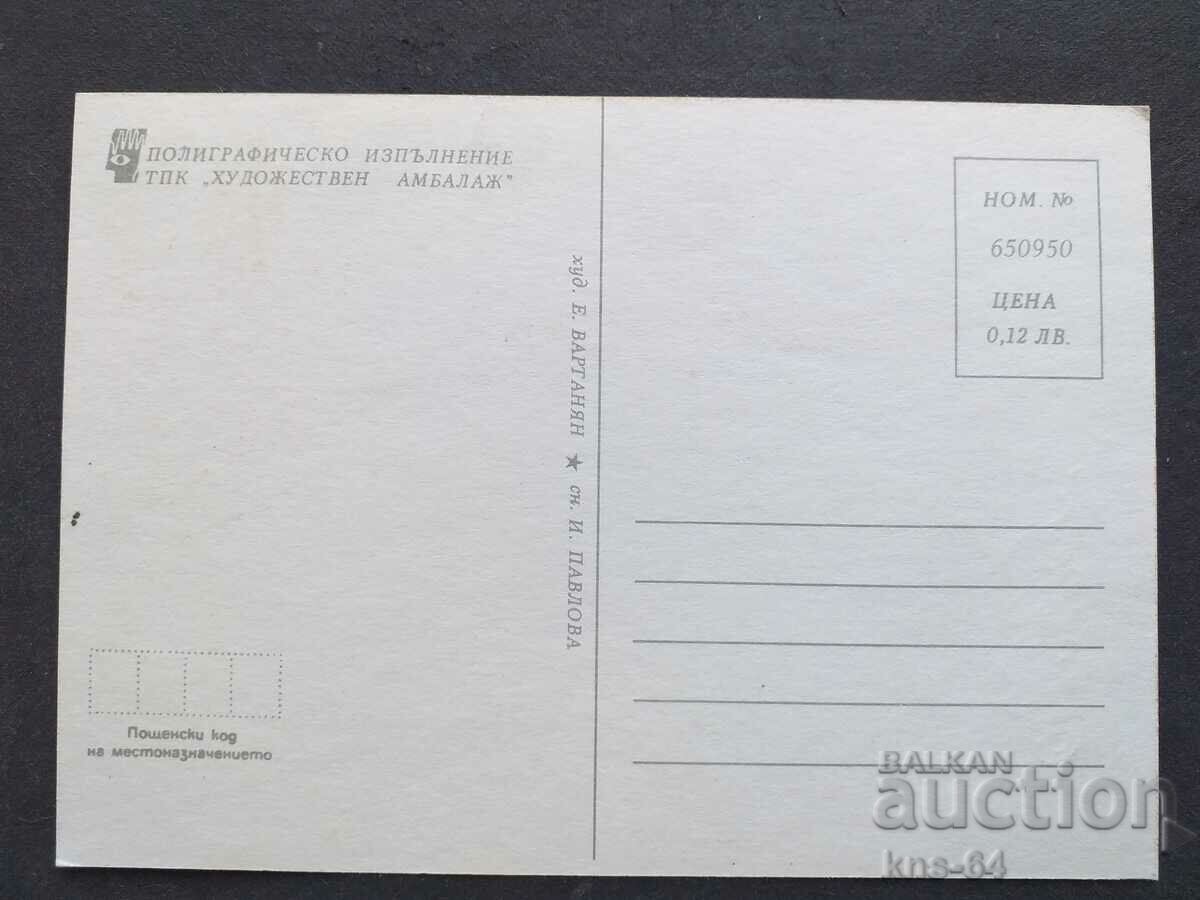 ПОЛИГРАФИЧЕСКО ИЗПЪЛНЕНИЕ
ТПК „ХУДОЖЕСТВЕН АМБАЛАЖ"
худ. Е. ВАРТАНЯН ★ сн. И. ПАВЛОВА
НОМ. №
650950
ЦЕНА
0,12 ЛВ.
Пощенски код
на местоназначението
BALKAN
auction
kns-64